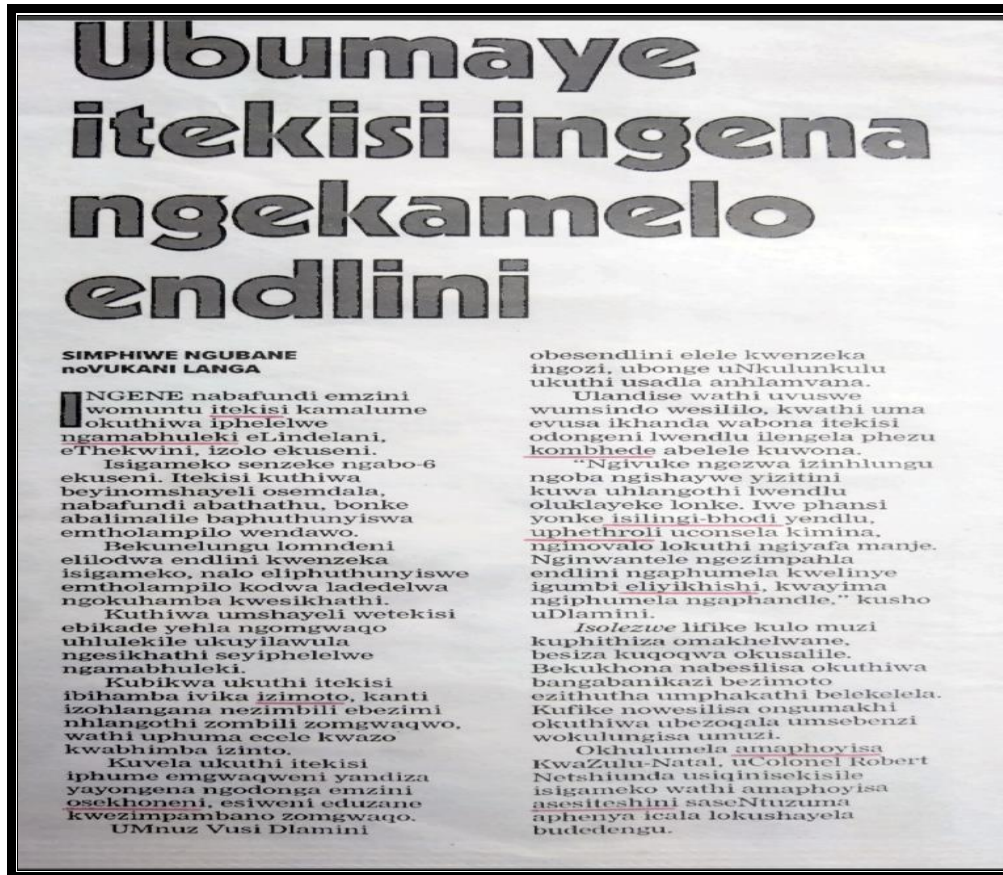 Ubumaye
itekisi ingena
ngekamelo
endlini
SIMPHIWE NGUBANE
noVUKANI LANGA
INGENE nabafundi emzini
womuntu itekisi kamalume
okuthiwa iphelelwe
ngamabhuleki eLindelani,
eThekwini, izolo ekuseni.
Isigameko senzeke ngabo-6
ekuseni. Itekisi kuthiwa
beyinomshayeli osemdala,
nabafundi abathathu, bonke
abalimalile baphuthunyiswa
emtholampilo wendawo.
Bekunelungu lomndeni
elilodwa endlini kwenzeka
isigameko, nalo eliphuthunyiswe
emtholampilo kodwa ladedelwa
ngokuhamba kwesikhathi.
Kuthiwa umshayeli wetekisi
ebikade yehla ngomgwaqo
uhlulekile ukuyilawula
ngesikhathi seyiphelelwe
ngamabhuleki.
Kubikwa ukuthi itekisi
ibihamba ivika izimoto, kanti
izohlangana nezimbili ebezimi
nhlangothi zombili zomgwaqwo,
wathi uphuma ecele kwazo
kwabhimba izinto.
Kuvela ukuthi itekisi
iphume emgwaqweni yandiza
yayongena ngodonga emzini
osekhoneni, esiweni eduzane
kwezimpambano zomgwaqo.
UMnuz Vusi Dlamini
obesendlini elele kwenzeka
ingozi, ubonge uNkulunkulu
ukuthi usadla anhlamvana.
Ulandise wathi uvuswe
wumsindo wesililo, kwathi uma
evusa ikhanda wabona itekisi
odongeni lwendlu ilengela phezu
kombhede abelele kuwona.
"Ngivuke ngezwa izinhlungu
ngoba ngishaywe yizitini
kuwa uhlangothi lwendlu
oluklayeke lonke. Iwe phansi
yonke isilingi-bhodi yendlu,
uphethroli uconsela kimina,
nginovalo lokuthi ngiyafa manje.
Nginwantele ngezimpahla
endlini ngaphumela kwelinye
igumbi eliyikhishi, kwayima
ngiphumela ngaphandle," kusho
uDlamini.
Isolezwe lifike kulo muzi
kuphithiza omakhelwane,
besiza kuqoqwa okusalile.
Bekukhona nabesilisa okuthiwa
bangabanikazi bezimoto
ezithutha umphakathi belekelela.
Kufike nowesilisa ongumakhi
okuthiwa ubezoqala umsebenzi
wokulungisa umuzi.
Okhulumela amaphoyisa
KwaZulu-Natal, uColonel Robert
Netshiunda usiqinisekisile
isigameko wathi amaphoyisa
asesiteshini saseNtuzuma
aphenya icala lokushayela
budedengu.